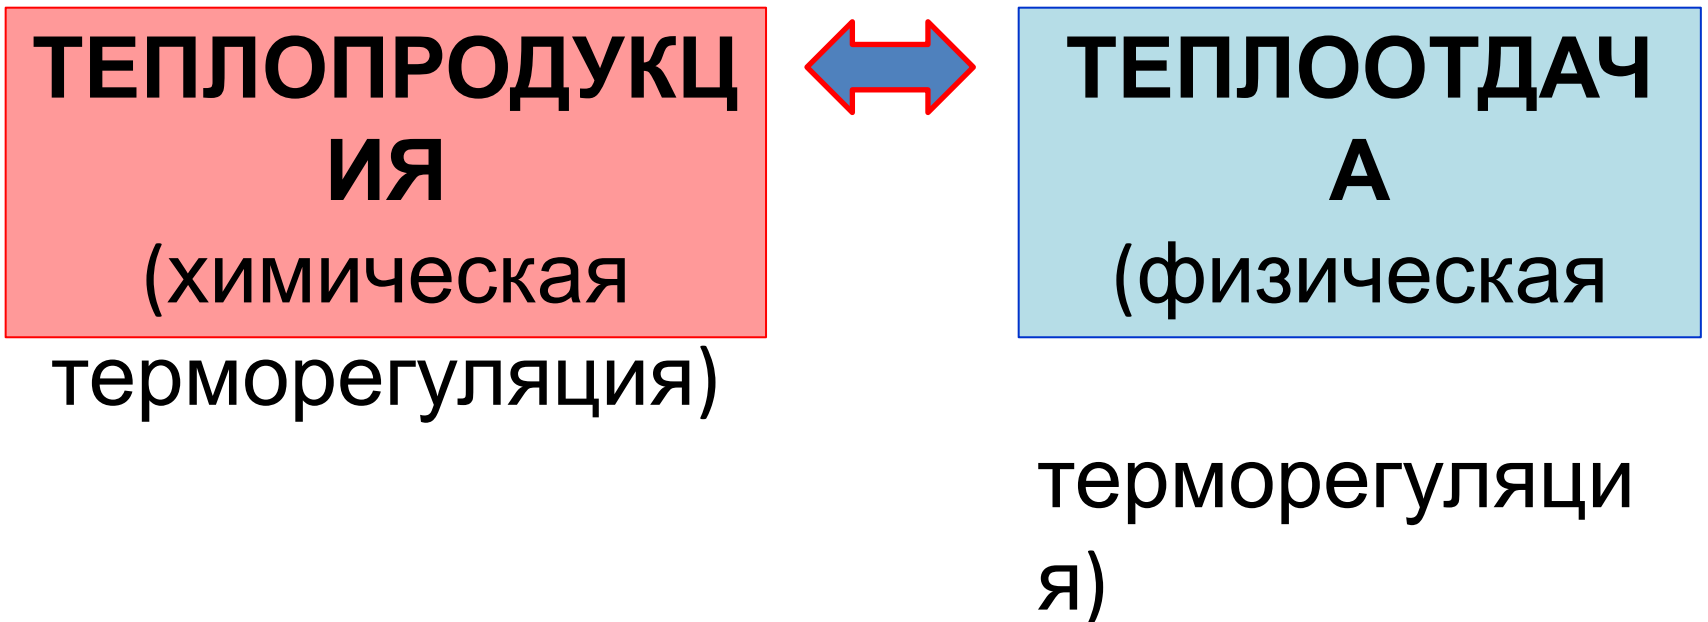 ТЕПЛОПРОДУКЦ
ИЯ
(химическая
терморегуляция)
ТЕПЛООТДАЧ
А
(физическая
терморегуляци
я)